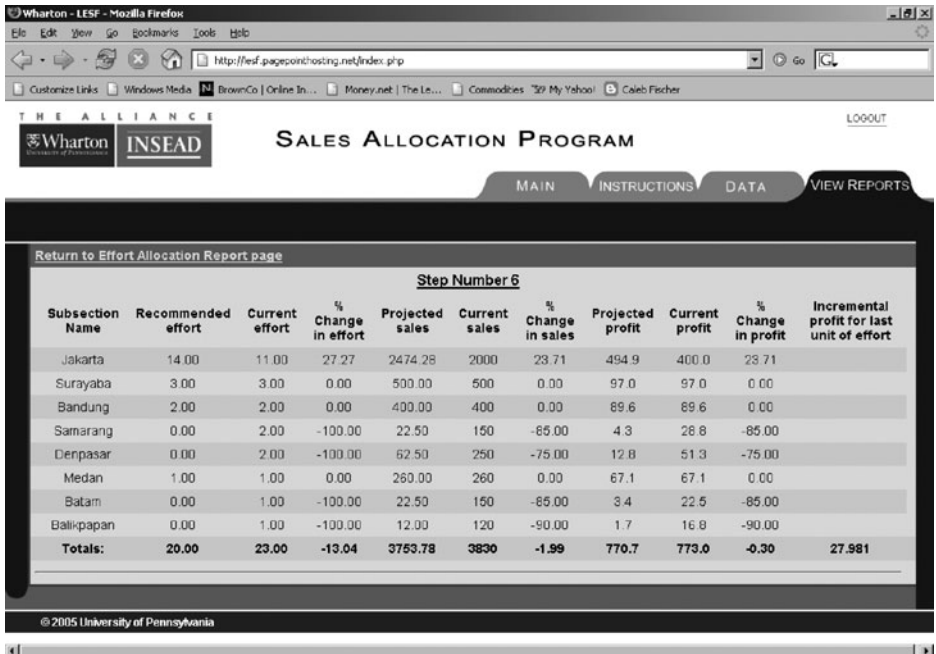 Wharton - LESF - Mozilla Firefox
File Edit View Go Bookmarks Tools Help
http://lesf.pagepointhosting.net/index.php Go G
Customize Links Windows Media BrownCo | Online In... Money.net | The Le... Commodities My Yahoo! Caleb Fischer
THE ALLIANCE
Wharton INSEAD
SALES ALLOCATION PROGRAM
LOGOUT
MAIN INSTRUCTIONS DATA VIEW REPORTS
Return to Effort Allocation Report page
Step Number 6
Subsection Name Recommended effort Current effort % Change in effort Projected sales Current sales % Change in sales Projected profit Current profit % Change in profit Incremental profit for last unit of effort
Jakarta 14.00 11.00 27.27 2474.28 2000 23.71 494.9 400.0 23.71
Surayaba 3.00 3.00 0.00 500.00 500 0.00 97.0 97.0 0.00
Bandung 2.00 2.00 0.00 400.00 400 0.00 89.6 89.6 0.00
Samarang 0.00 2.00 -100.00 22.50 150 -85.00 4.3 28.8 -85.00
Denpasar 0.00 2.00 -100.00 62.50 250 -75.00 12.8 51.3 -75.00
Medan 1.00 1.00 0.00 260.00 260 0.00 67.1 67.1 0.00
Batam 0.00 1.00 -100.00 22.50 150 -85.00 3.4 22.5 -85.00
Balikpapan 0.00 1.00 -100.00 12.00 120 -90.00 1.7 16.8 -90.00
Totals: 20.00 23.00 -13.04 3753.78 3830 -1.99 770.7 773.0 -0.30 27.981
© 2005 University of Pennsylvania